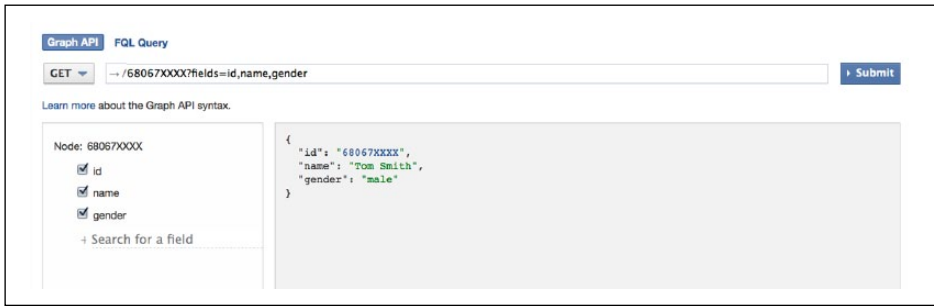 Graph API FQL Query
GET →/68067XXXX?fields=id,name,gender Submit
Learn more about the Graph API syntax.
Node: 68067XXXX
id
name
gender
Search for a field
{
"id": "68067XXXX",
"name": "Tom Smith",
"gender": "male"
}